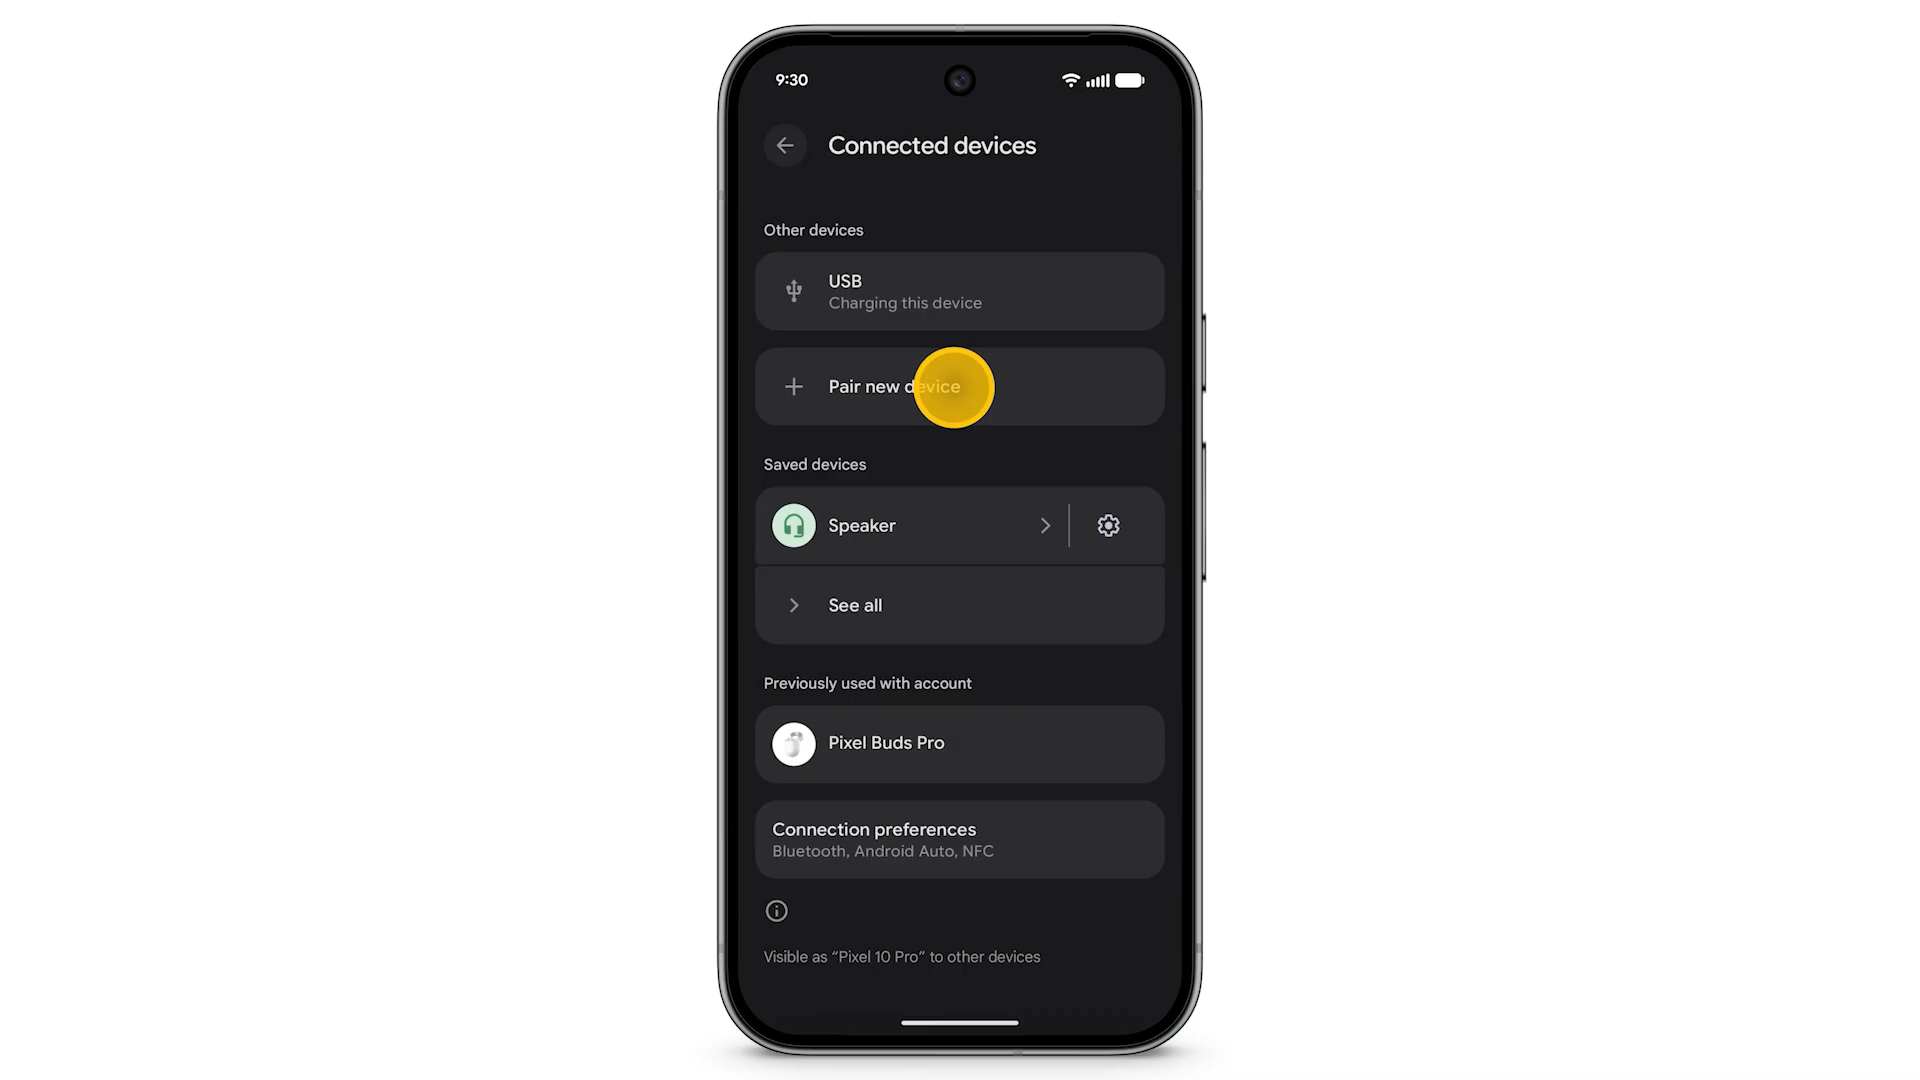 9:30
Connected devices
Other devices
USB
Charging this device
Pair new device
Saved devices
Speaker
See all
Previously used with account
Pixel Buds Pro
Connection preferences
Bluetooth, Android Auto, NFC
Visible as “Pixel 10 Pro” to other devices